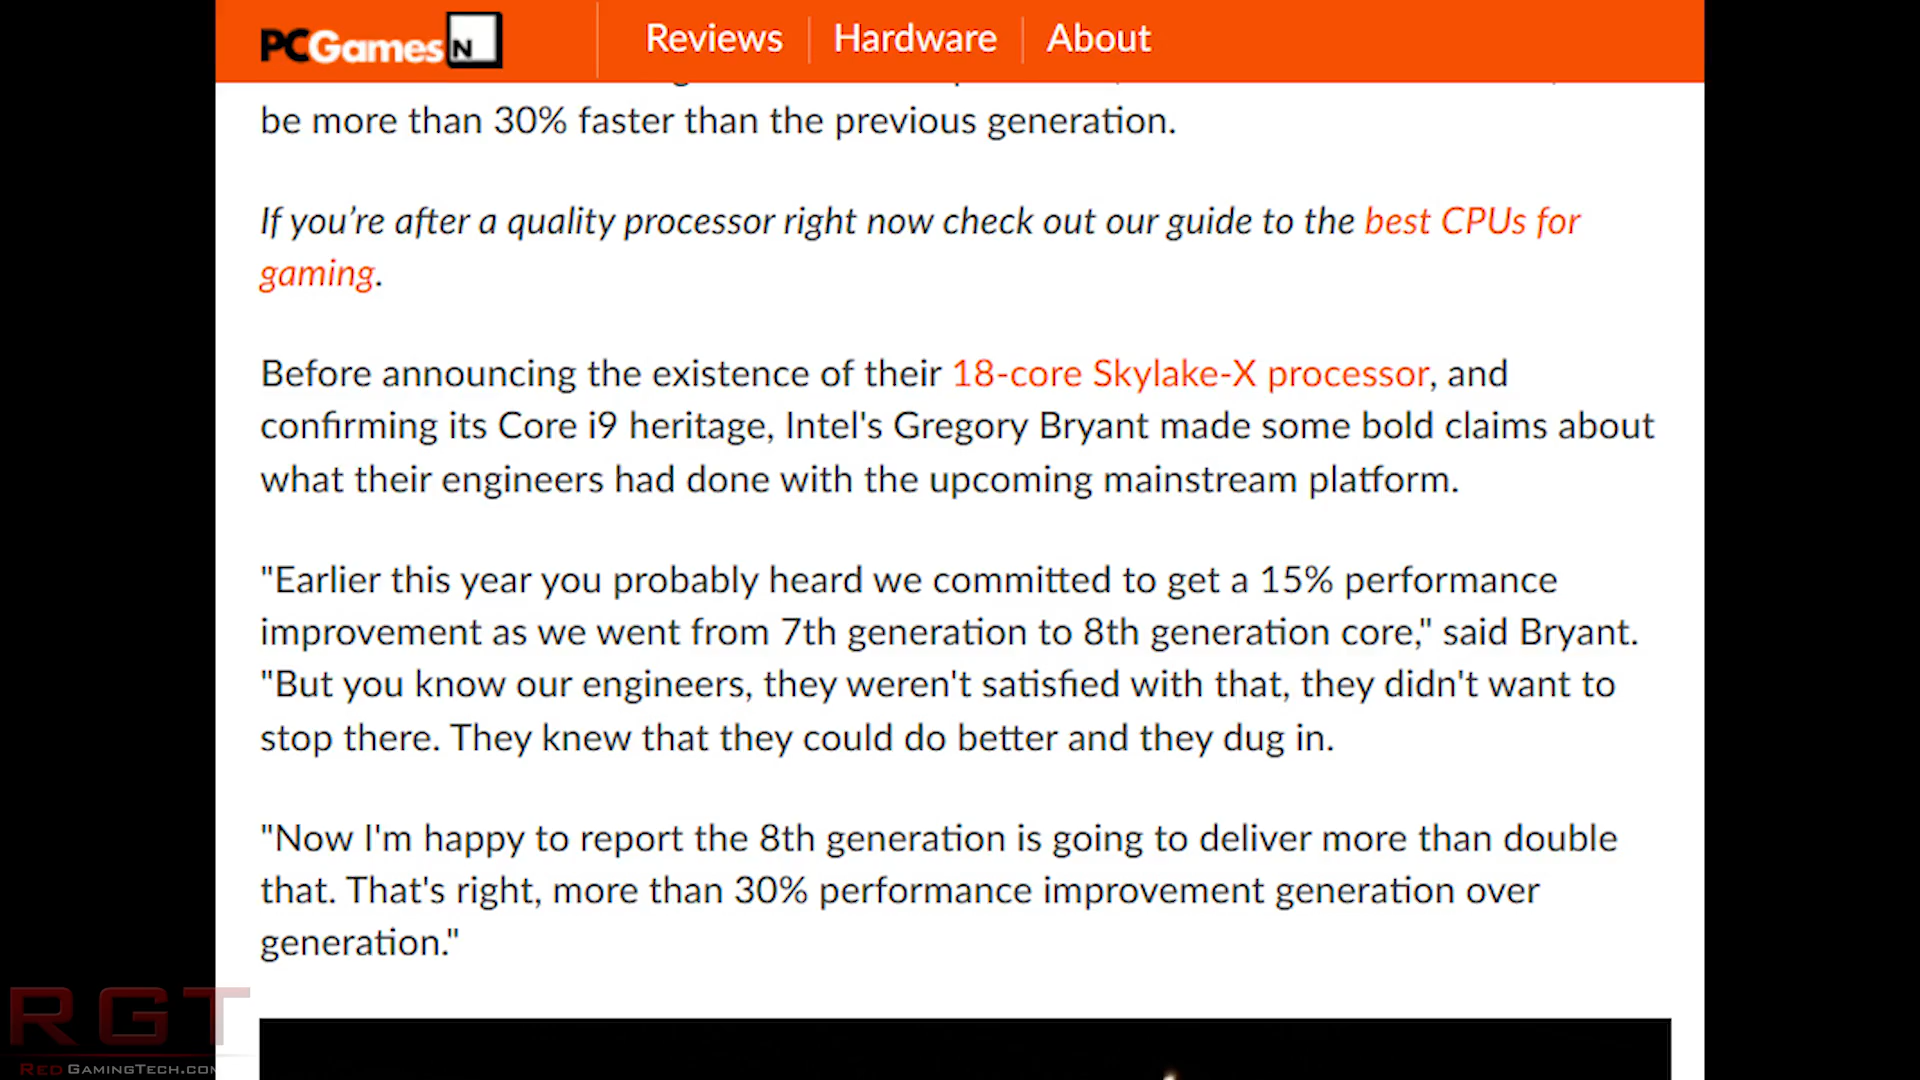 PCGamesN
Reviews
Hardware
About
be more than 30% faster than the previous generation.
If you’re after a quality processor right now check out our guide to the best CPUs for
gaming.
Before announcing the existence of their 18-core Skylake-X processor, and
confirming its Core i9 heritage, Intel's Gregory Bryant made some bold claims about
what their engineers had done with the upcoming mainstream platform.
"Earlier this year you probably heard we committed to get a 15% performance
improvement as we went from 7th generation to 8th generation core," said Bryant.
"But you know our engineers, they weren't satisfied with that, they didn't want to
stop there. They knew that they could do better and they dug in.
"Now I'm happy to report the 8th generation is going to deliver more than double
that. That's right, more than 30% performance improvement generation over
generation."
RGT
REDGAMINGTECH.COM